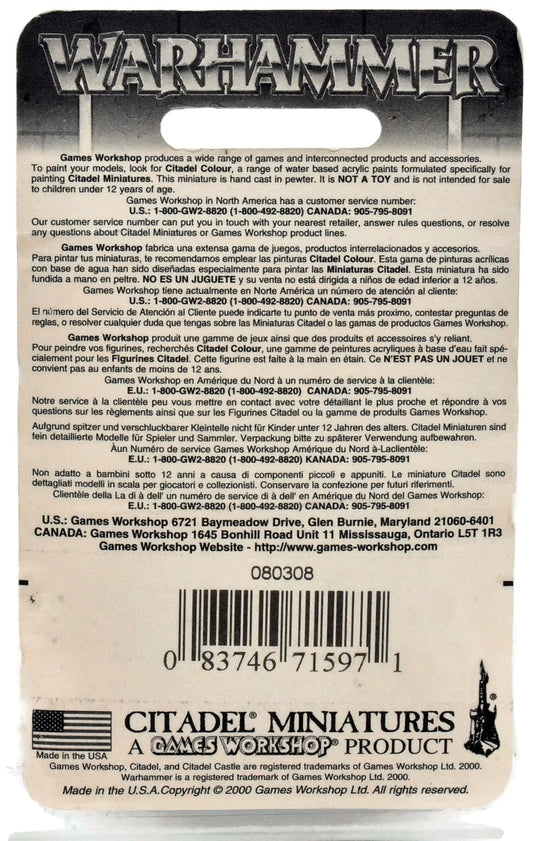 WARHAMMER
Games Workshop produces a wide range of games and interconnected products and accessories.
To paint your models, look for Citadel Colour, a range of water based acrylic paints formulated specifically for
painting Citadel Miniatures. This miniature is hand cast in pewter. It is NOT A TOY and is not intended for sale
to children under 12 years of age.
Games Workshop in North America has a customer service number:
U.S.: 1-800-GW2-8820 (1-800-492-8820) CANADA: 905-795-8091
Our customer service number can put you in touch with your nearest retailer, answer rules questions, or resolve
any questions about Citadel Miniatures or Games Workshop product lines.
Games Workshop fabrica una extensa gama de juegos, productos interrelacionados y accesorios.
Para pintar tus miniaturas, te recomendamos emplear las pinturas Citadel Colour. Esta gama de pinturas acrílicas
con base de agua han sido diseñadas especialmente para pintar las Miniaturas Citadel. Esta miniatura ha sido
fundida a mano en peltre. NO ES UN JUGUETE y su venta no está dirigida a niños de edad inferior a 12 años.
Games Workshop tiene actualmente en Norte América un número de atención al cliente:
U.S.: 1-800-GW2-8820 (1-800-492-8820) CANADA: 905-795-8091
El número del Servicio de Atención al Cliente puede indicarte tu punto de venta más proximo, contestar preguntas de
reglas, o resolver cualquier duda que tengas sobre las Miniaturas Citadel o las gamas de productos Games Workshop.
Games Workshop produit une gamme de jeux ainsi que des produits et accessoires s'y reliant.
Pour peindre vos figurines, recherchés Citadel Colour, une gamme de peintures acryliques à base d'eau fait spé-
cialement pour les Figurines Citadel. Cette figurine est faite à la main en étain. Ce N'EST PAS UN JOUET et ne
convient pas au enfants de moins de 12 ans.
Games Workshop en Amérique du Nord à un numéro de service à la clientèle:
E.U.: 1-800-GW2-8820 (1-800-492-8820) CANADA: 905-795-8091
Notre service à la clientèle peu vous mettre en contact avec votre détaillant le plus proche et répondre à vos
questions sur les règlements ainsi que sur les Figurines Citadel ou la gamme de produits Games Workshop.
Aufgrund spitzer und verschluckbarer Kleintelle nicht für Kinder unter 12 Jahren des alters. Citadel Miniaturen sind
fein detaillierte Modelle für Spieler und Sammler. Verpackung bitte zu späterer Verwendung aufbewahren.
Àun Numéro de service Games Workshop Amérique du Nord à-Laclientèle:
E.U.: 1-800-GW2-8820 (1-800-492-8820) KANADA: 905-795-8091
Non adatto a bambini sotto 12 anni a causa di componenti piccoli e appuniti. Le miniature Citadel sono
dettagliati modelli in scala per giocatori e collezionisti. Conservare la confezione per futuri riferimenti.
Clientèle della La di à dell' un numéro de service di à dell' en Amérique du Nord del Games Workshop:
E.U.: 1-800-GW2-8820 (1-800-492-8820) CANADA: 905-795-8091
U.S.: Games Workshop 6721 Baymeadow Drive, Glen Burnie, Maryland 21060-6401
CANADA: Games Workshop 1645 Bonhill Road Unit 11 Mississauga, Ontario L5T 1R3
Games Workshop Website - http://www.games-workshop.com
080308
0 83746 71597 1
CITADEL® MINIATURES
A GAMES WORKSHOP® PRODUCT
Made in the USA
Games Workshop, Citadel, and Citadel Castle are registered trademarks of Games Workshop Ltd. 2000.
Warhammer is a registered trademark of Games Workshop Ltd. 2000.
Made in the U.S.A. Copyright © 2000 Games Workshop Ltd. All rights reserved.